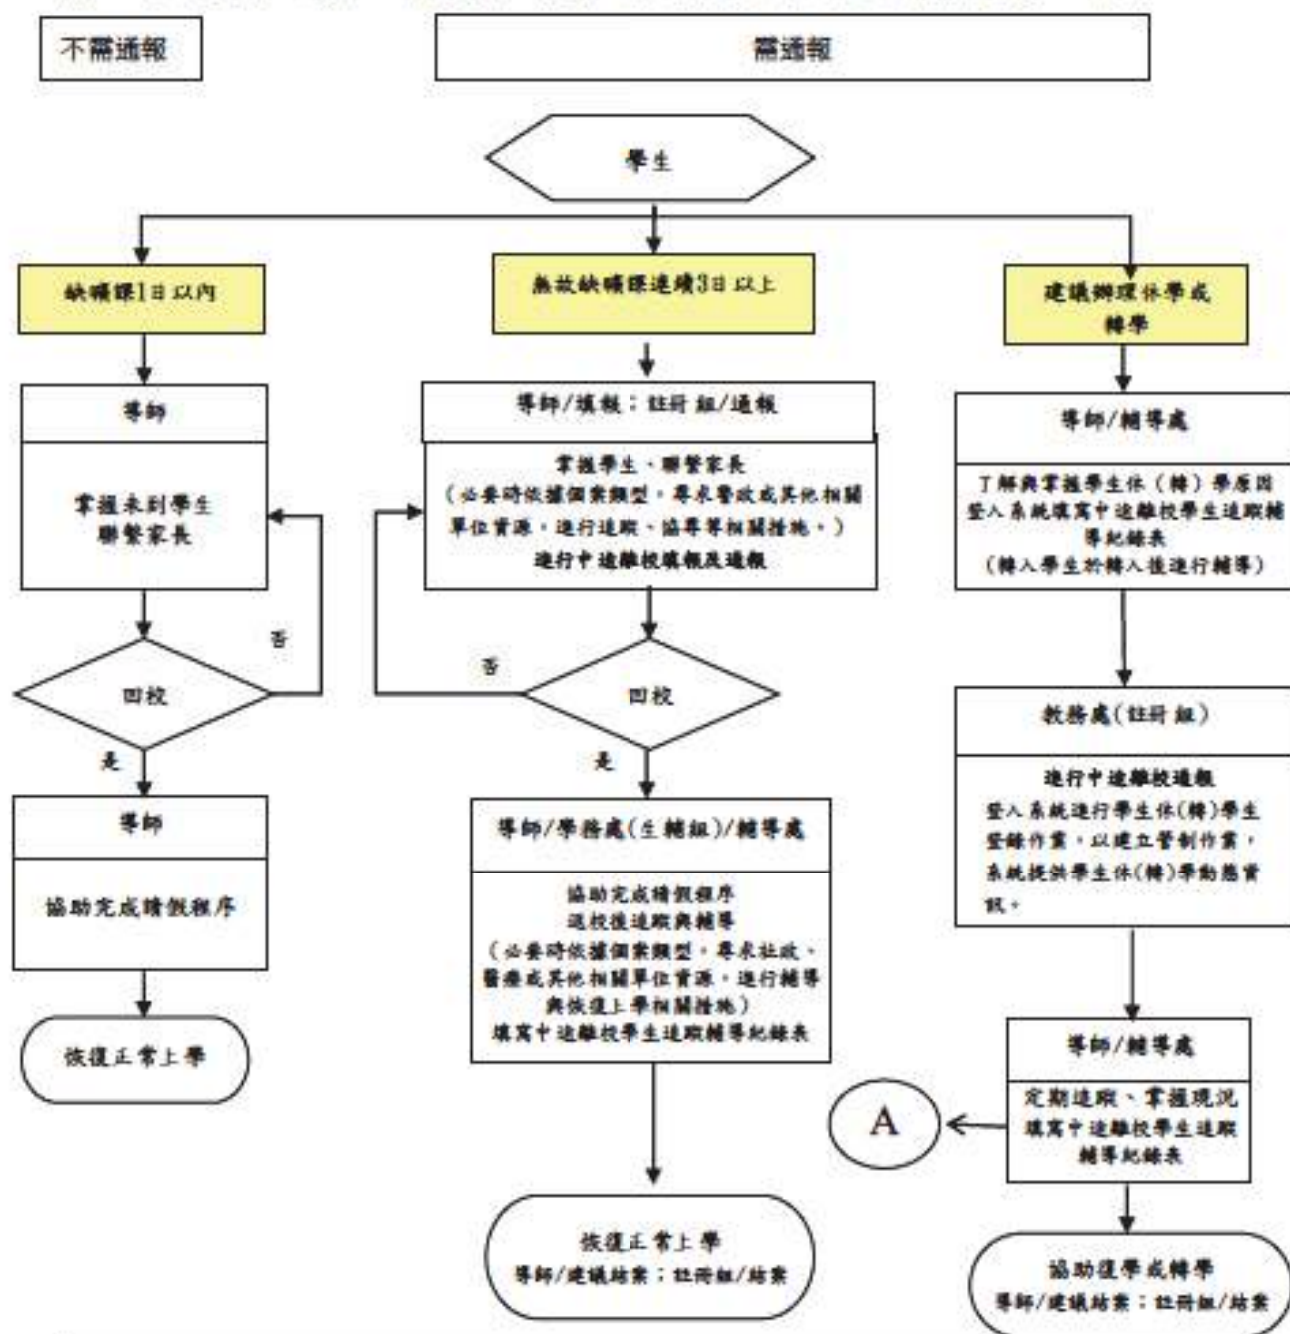 不需通報
需通報
學生
缺曠課1日以內
無故缺曠課連續3日以上
建議辦理休學或
轉學
導師
掌握未到學生
聯繫家長
否
回校
是
導師
協助完成請假程序
恢復正常上學
導師/填報；註冊組/通報
掌握學生、聯繫家長
（必要時依據個案類型，尋求警政或其他相關
單位資源，進行追蹤、協尋等相關措施。）
進行中途離校填報及通報
否
回校
是
導師/學務處(生輔組)/輔導處
協助完成請假程序
返校後追蹤與輔導
（必要時依據個案類型，尋求社政、
醫療或其他相關單位資源，進行輔導
與恢復上學相關措施）
填寫中途離校學生追蹤輔導紀錄表
恢復正常上學
導師/建議結案；註冊組/結案
導師/輔導處
了解與掌握學生休（轉）學原因
登入系統填寫中途離校學生追蹤輔
導紀錄表
（轉入學生於轉入後進行輔導）
教務處(註冊組)
進行中途離校通報
登入系統進行學生休(轉)學生
登錄作業，以建立管制作業，
系統提供學生休(轉)學動態資
訊。
導師/輔導處
定期追蹤、掌握現況
填寫中途離校學生追蹤
輔導紀錄表
A
協助復學或轉學
導師/建議結案；註冊組/結案